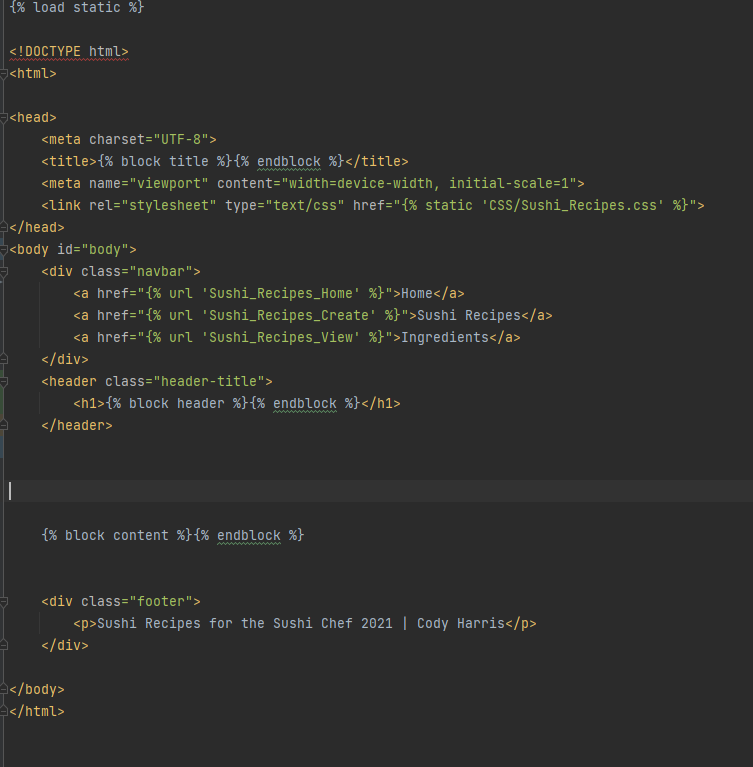 {% load static %}
<!DOCTYPE html>
<html>
<head>
<meta charset="UTF-8">
<title>{% block title %}{% endblock %}</title>
<meta name="viewport" content="width=device-width, initial-scale=1">
<link rel="stylesheet" type="text/css" href="{% static 'CSS/Sushi_Recipes.css' %}">
</head>
<body id="body">
<div class="navbar">
<a href="{% url 'Sushi_Recipes_Home' %}">Home</a>
<a href="{% url 'Sushi_Recipes_Create' %}">Sushi Recipes</a>
<a href="{% url 'Sushi_Recipes_View' %}">Ingredients</a>
</div>
<header class="header-title">
<h1>{% block header %}{% endblock %}</h1>
</header>
{% block content %}{% endblock %}
<div class="footer">
<p>Sushi Recipes for the Sushi Chef 2021 | Cody Harris</p>
</div>
</body>
</html>